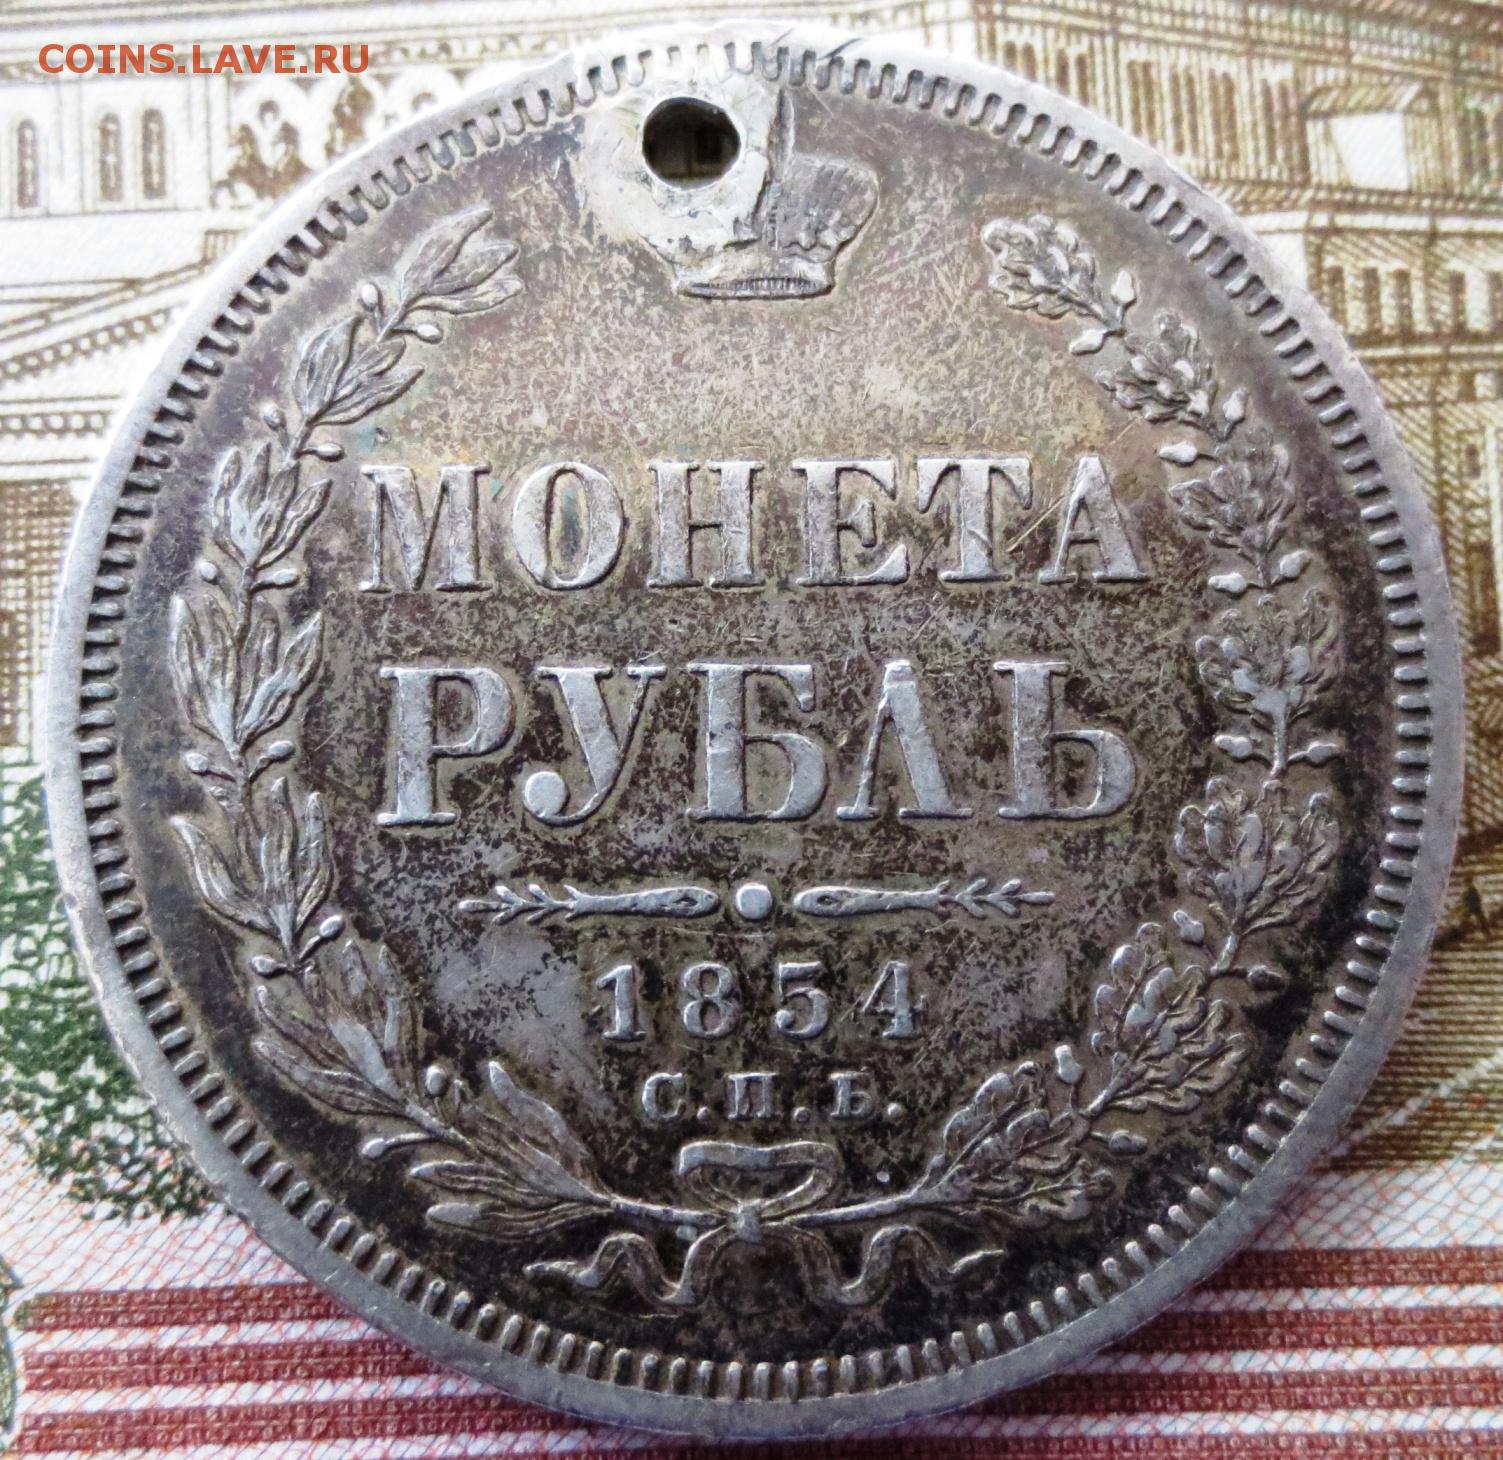 COINS.LAVE.RU
МОНЕТА
РУБЛЬ
1854
С.П.Б.